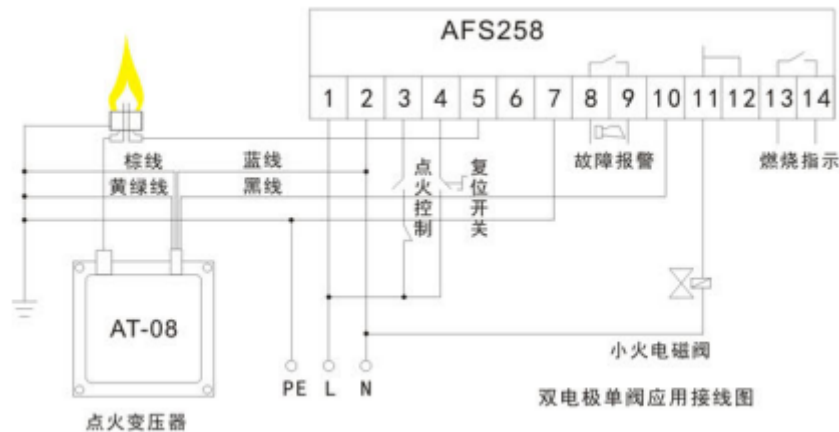 AFS258
1 2 3 4 5 6 7 8 9 10 11 12 13 14
棕线 蓝线
黄绿线 黑线
点火控制
复位开关
故障报警
燃烧指示
AT-08
点火变压器
PE L N
小火电磁阀
双电极单阀应用接线图